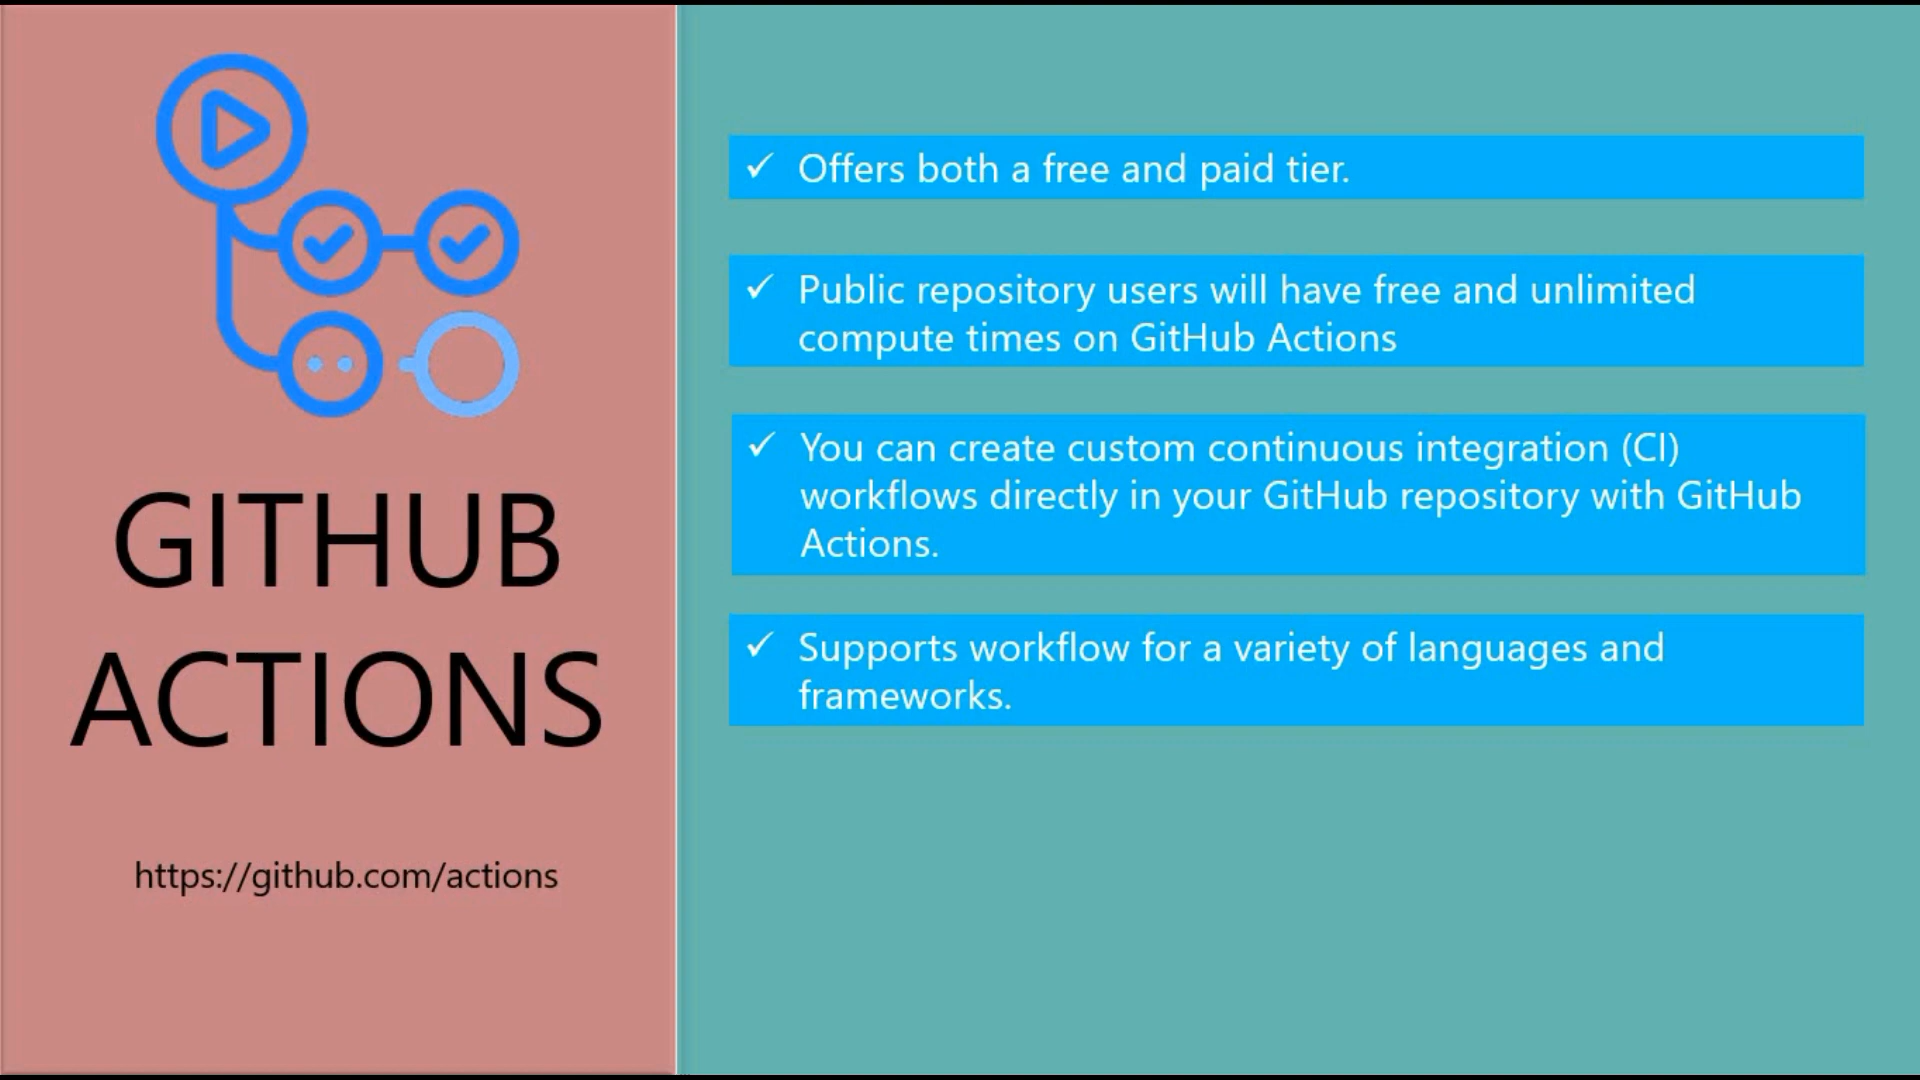 GITHUB
ACTIONS
https://github.com/actions
✓ Offers both a free and paid tier.
✓ Public repository users will have free and unlimited
compute times on GitHub Actions
✓ You can create custom continuous integration (CI)
workflows directly in your GitHub repository with GitHub
Actions.
✓ Supports workflow for a variety of languages and
frameworks.